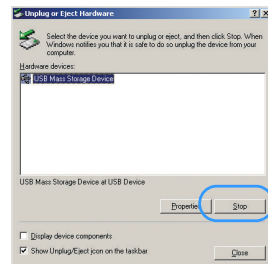 Unplug or Eject Hardware
Select the device you want to unplug or eject, and then click Stop. When
Windows notifies you that it is safe to do so unplug the device from your
computer.
Hardware devices:
USB Mass Storage Device
USB Mass Storage Device at USB Device
Properties
Stop
Display device components
Show Unplug/Eject icon on the taskbar
Close